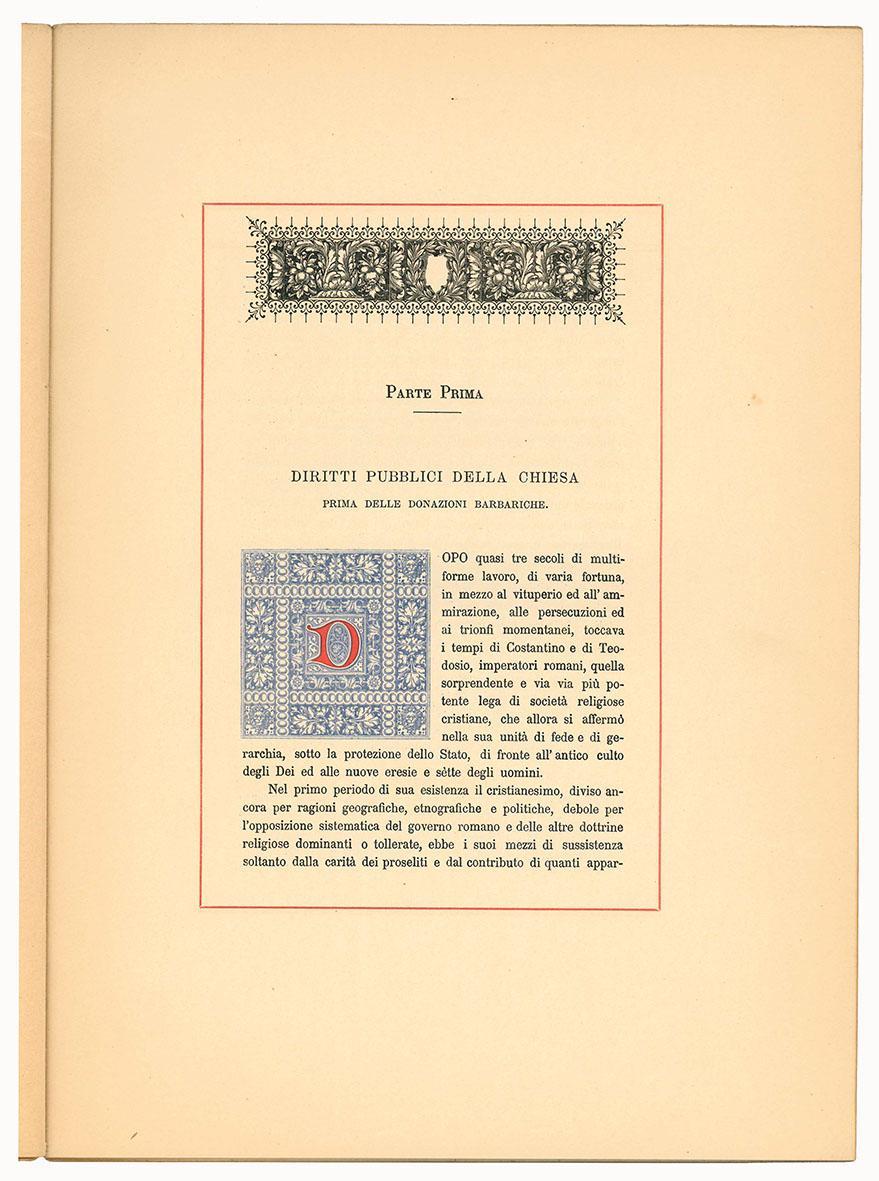 PARTE PRIMA
DIRITTI PUBBLICI DELLA CHIESA
PRIMA DELLE DONAZIONI BARBARICHE.
DOPO quasi tre secoli di multi-
forme lavoro, di varia fortuna,
in mezzo al vituperio ed all' am-
mirazione, alle persecuzioni ed
ai trionfi momentanei, toccava
i tempi di Costantino e di Teo-
dosio, imperatori romani, quella
sorprendente e via via più po-
tente lega di società religiose
cristiane, che allora si affermò
nella sua unità di fede e di ge-
rarchia, sotto la protezione dello Stato, di fronte all' antico culto
degli Dei ed alle nuove eresie e sètte degli uomini.
Nel primo periodo di sua esistenza il cristianesimo, diviso an-
cora per ragioni geografiche, etnografiche e politiche, debole per
l'opposizione sistematica del governo romano e delle altre dottrine
religiose dominanti o tollerate, ebbe i suoi mezzi di sussistenza
soltanto dalla carità dei proseliti e dal contributo di quanti appar-